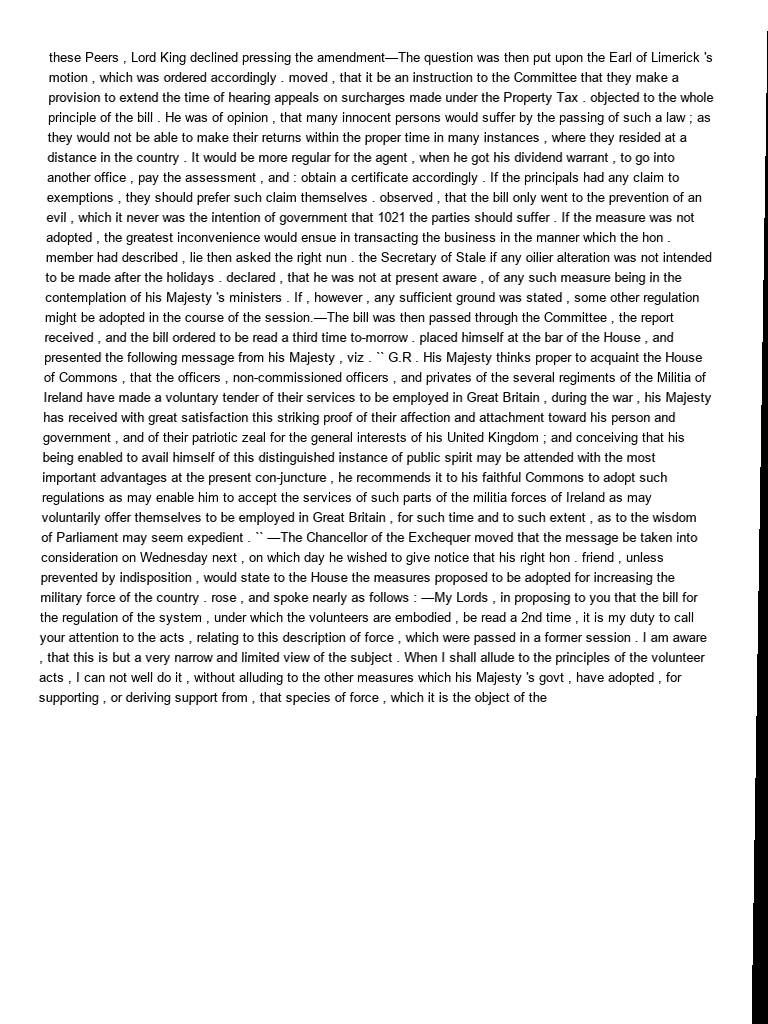 these Peers , Lord King declined pressing the amendment—The question was then put upon the Earl of Limerick 's
motion , which was ordered accordingly . moved , that it be an instruction to the Committee that they make a
provision to extend the time of hearing appeals on surcharges made under the Property Tax . objected to the whole
principle of the bill . He was of opinion , that many innocent persons would suffer by the passing of such a law ; as
they would not be able to make their returns within the proper time in many instances , where they resided at a
distance in the country . It would be more regular for the agent , when he got his dividend warrant , to go into
another office , pay the assessment , and : obtain a certificate accordingly . If the principals had any claim to
exemptions , they should prefer such claim themselves . observed , that the bill only went to the prevention of an
evil , which it never was the intention of government that 1021 the parties should suffer . If the measure was not
adopted , the greatest inconvenience would ensue in transacting the business in the manner which the hon .
member had described , lie then asked the right nun . the Secretary of Stale if any oilier alteration was not intended
to be made after the holidays . declared , that he was not at present aware , of any such measure being in the
contemplation of his Majesty 's ministers . If , however , any sufficient ground was stated , some other regulation
might be adopted in the course of the session.—The bill was then passed through the Committee , the report
received , and the bill ordered to be read a third time to-morrow . placed himself at the bar of the House , and
presented the following message from his Majesty , viz . `` G.R . His Majesty thinks proper to acquaint the House
of Commons , that the officers , non-commissioned officers , and privates of the several regiments of the Militia of
Ireland have made a voluntary tender of their services to be employed in Great Britain , during the war , his Majesty
has received with great satisfaction this striking proof of their affection and attachment toward his person and
government , and of their patriotic zeal for the general interests of his United Kingdom ; and conceiving that his
being enabled to avail himself of this distinguished instance of public spirit may be attended with the most
important advantages at the present con-juncture , he recommends it to his faithful Commons to adopt such
regulations as may enable him to accept the services of such parts of the militia forces of Ireland as may
voluntarily offer themselves to be employed in Great Britain , for such time and to such extent , as to the wisdom
of Parliament may seem expedient . `` —The Chancellor of the Exchequer moved that the message be taken into
consideration on Wednesday next , on which day he wished to give notice that his right hon . friend , unless
prevented by indisposition , would state to the House the measures proposed to be adopted for increasing the
military force of the country . rose , and spoke nearly as follows : —My Lords , in proposing to you that the bill for
the regulation of the system , under which the volunteers are embodied , be read a 2nd time , it is my duty to call
your attention to the acts , relating to this description of force , which were passed in a former session . I am aware
, that this is but a very narrow and limited view of the subject . When I shall allude to the principles of the volunteer
acts , I can not well do it , without alluding to the other measures which his Majesty 's govt , have adopted , for
supporting , or deriving support from , that species of force , which it is the object of the